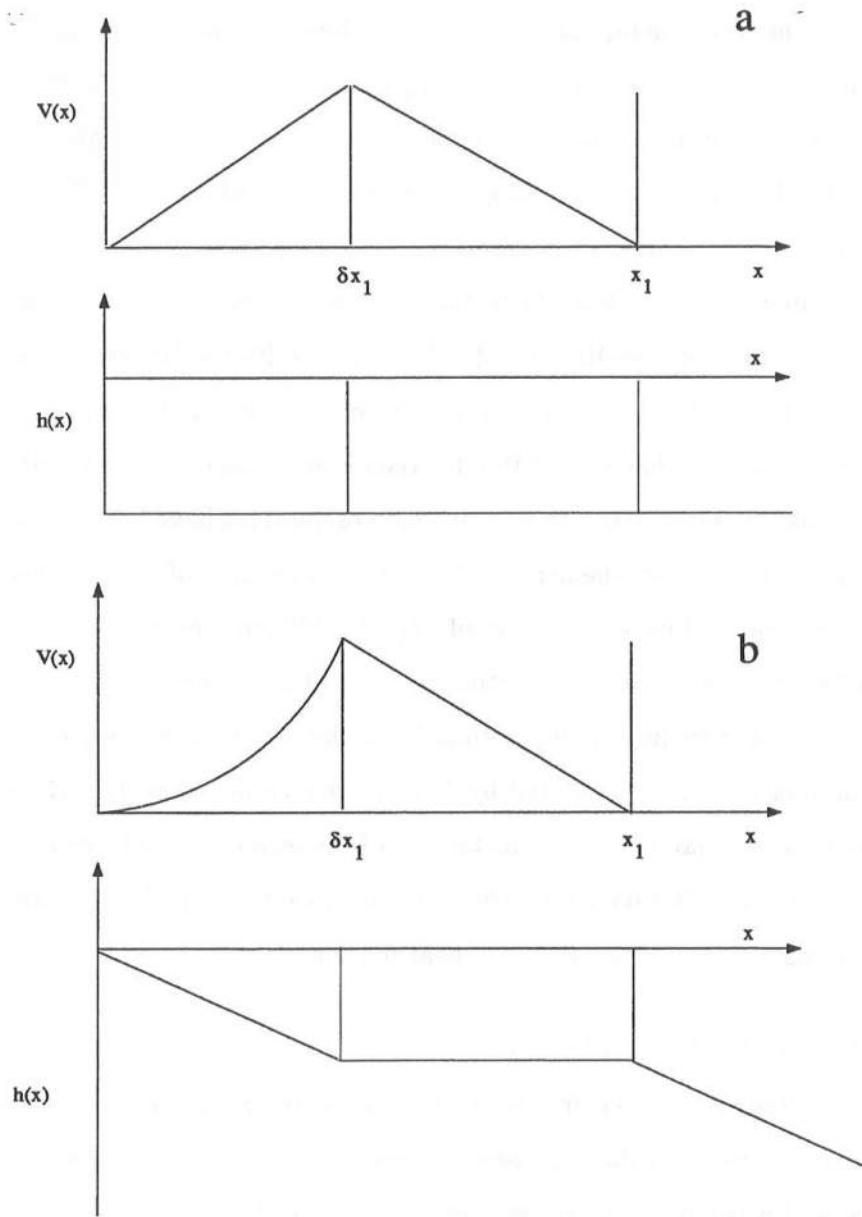 a
V(x)
δx₁ x₁ x
x
h(x)
b
V(x)
δx₁ x₁ x
x
h(x)